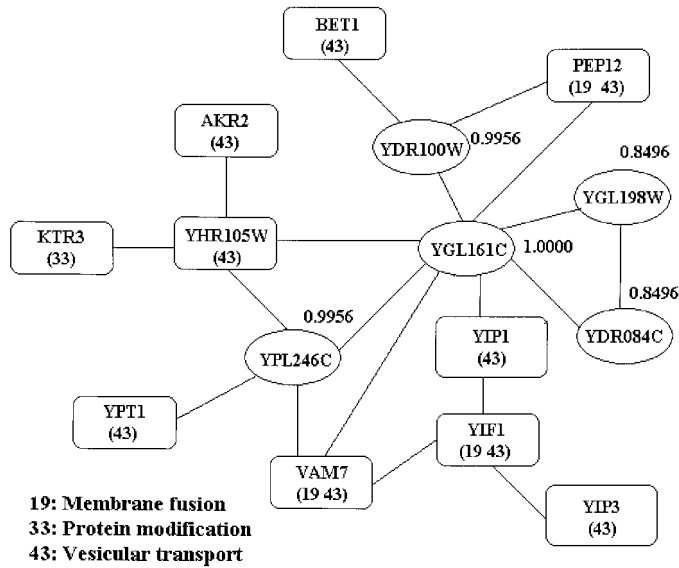 BET1
(43)
PEP12
(19 43)
AKR2
(43)
YDR100W
0.9956
0.8496
YGL198W
KTR3
(33)
YHR105W
(43)
YGL161C
1.0000
0.8496
YDR084C
0.9956
YPL246C
YIP1
(43)
YPT1
(43)
YIF1
(19 43)
VAM7
(19 43)
YIP3
(43)
19: Membrane fusion
33: Protein modification
43: Vesicular transport